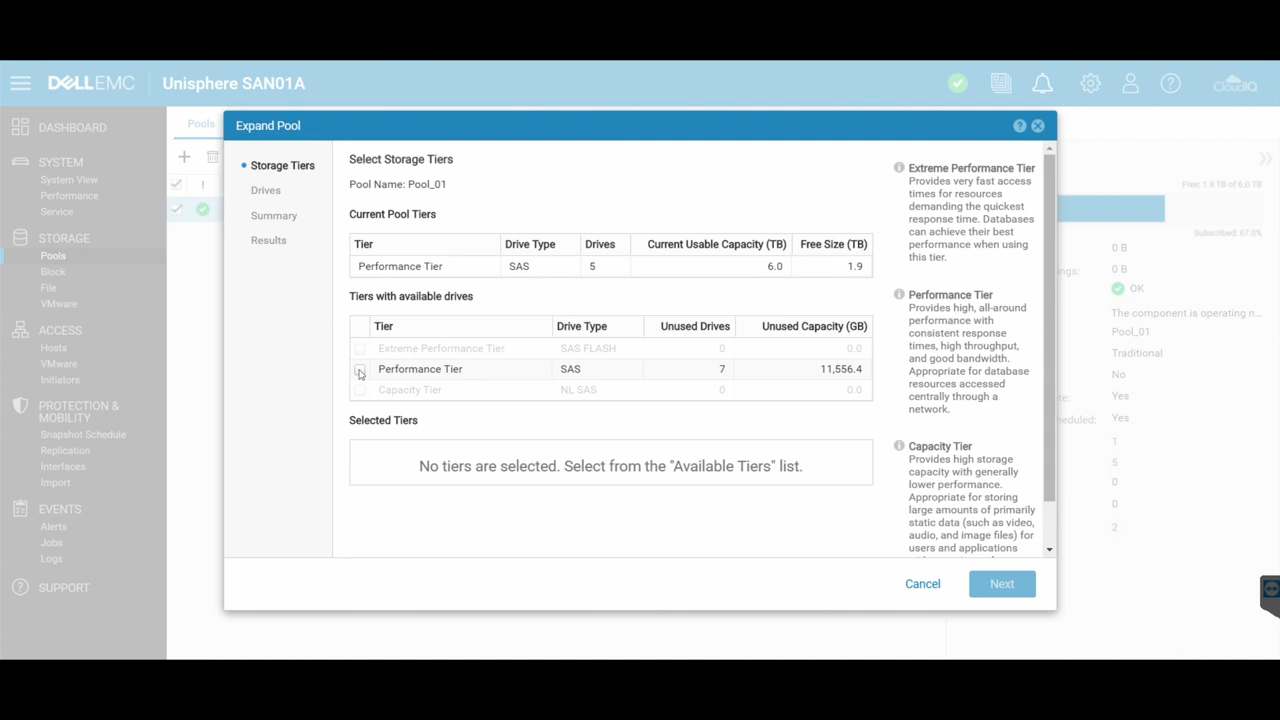 DELLEMC
Unisphere SAN01A
CloudIQ
DASHBOARD
SYSTEM
System View
Performance
Service
STORAGE
Pools
Block
File
VMware
ACCESS
Hosts
VMware
Initiators
PROTECTION &
MOBILITY
Snapshot Schedule
Replication
Interfaces
Import
EVENTS
Alerts
Jobs
Logs
SUPPORT
Pools
!
Expand Pool
Storage Tiers
Drives
Summary
Results
Select Storage Tiers
Pool Name: Pool_01
Current Pool Tiers
Tier Drive Type Drives Current Usable Capacity (TB) Free Size (TB)
Performance Tier SAS 5 6.0 1.9
Tiers with available drives
Tier Drive Type Unused Drives Unused Capacity (GB)
Extreme Performance Tier SAS FLASH 0 0.0
Performance Tier SAS 7 11,556.4
Capacity Tier NL SAS 0 0.0
Selected Tiers
No tiers are selected. Select from the "Available Tiers" list.
Extreme Performance Tier
Provides very fast access
times for resources
demanding the quickest
response time. Databases
can achieve their best
performance when using
this tier.
Performance Tier
Provides high, all-around
performance with
consistent response
times, high throughput,
and good bandwidth.
Appropriate for database
resources accessed
centrally through a
network.
Capacity Tier
Provides high storage
capacity with generally
lower performance.
Appropriate for storing
large amounts of primarily
static data (such as video,
audio, and image files) for
users and applications
Cancel
Next
Free: 1.9 TB of 6.0 TB
Subscribed: 67.0%
0 B
ngs: 0 B
OK
The component is operating n...
Pool_01
Traditional
No
te: Yes
heduled: Yes
1
5
0
0
2